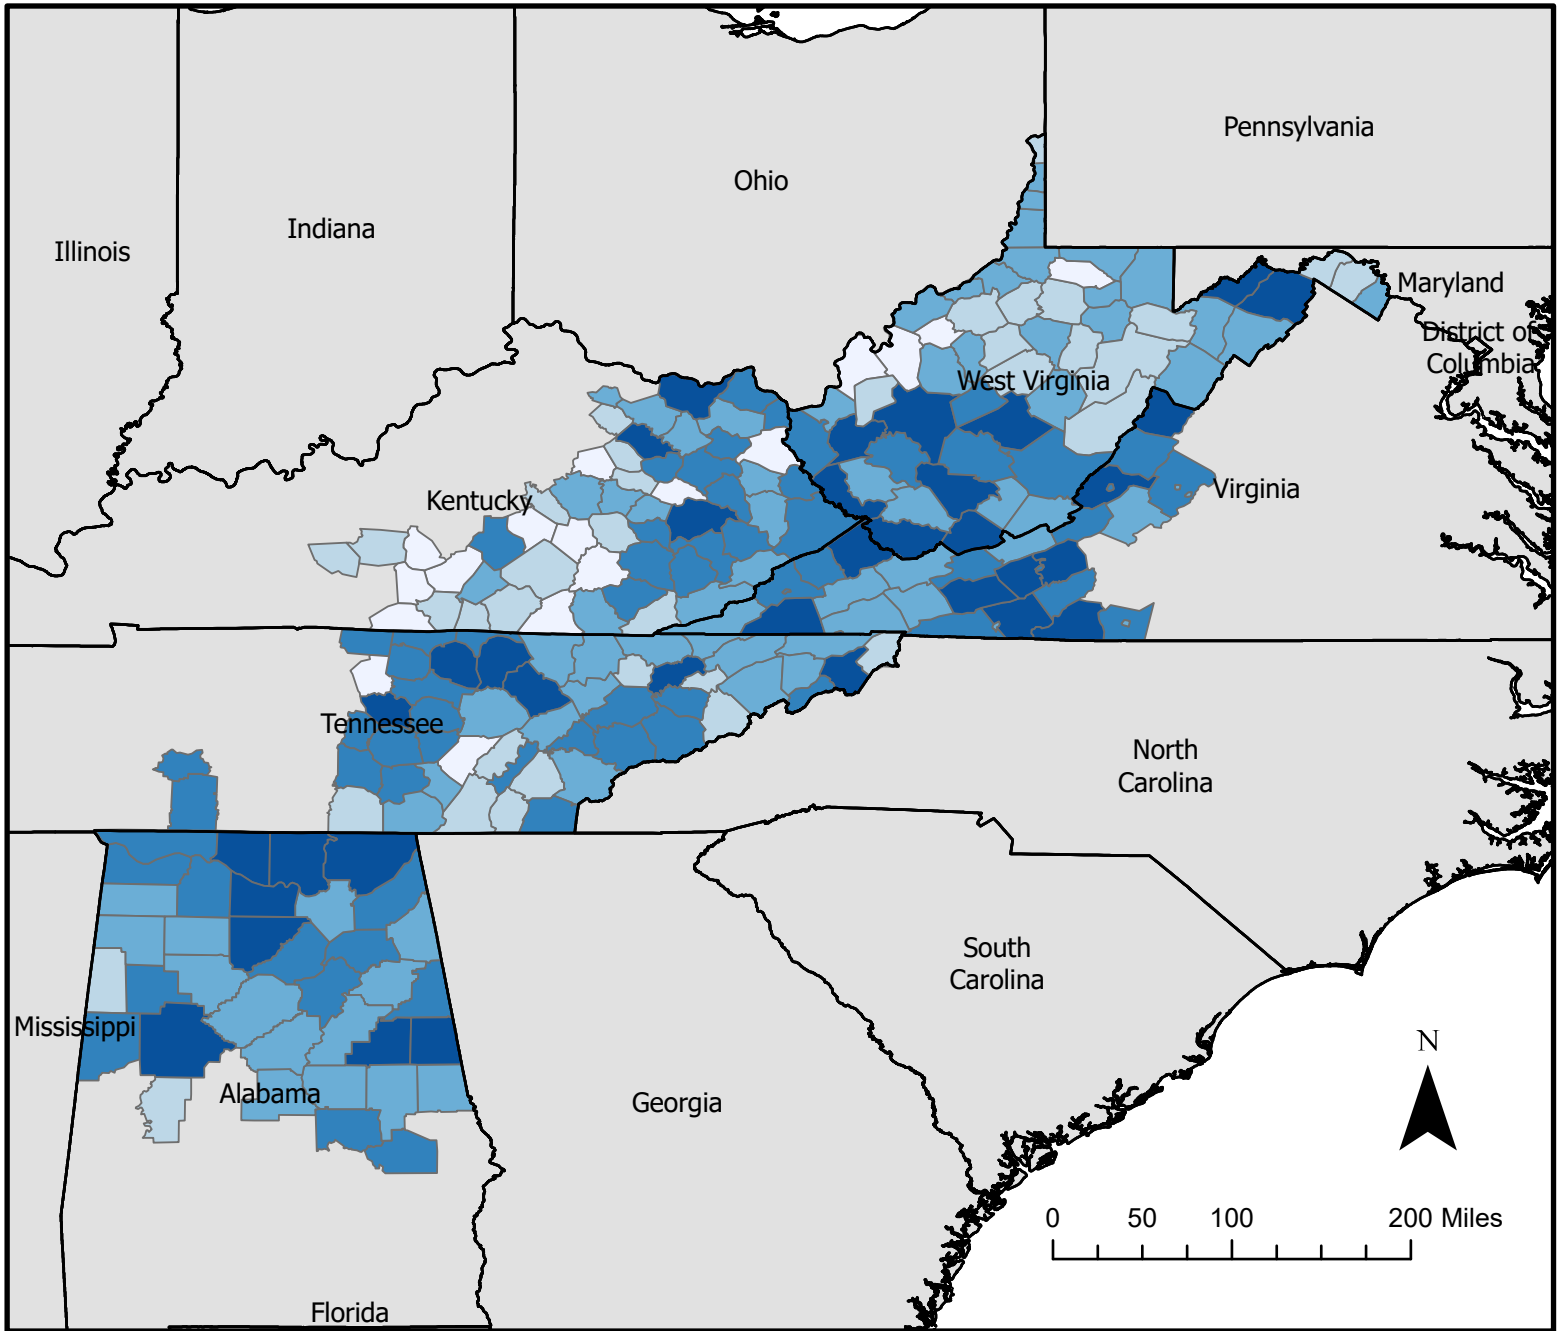 Pennsylvania
Ohio
Indiana
Illinois
Maryland
District of
Columbia
West Virginia
Kentucky
Virginia
Tennessee
North
Carolina
South
Carolina
Mississippi
Alabama
Georgia
N
0 50 100 200 Miles
Florida